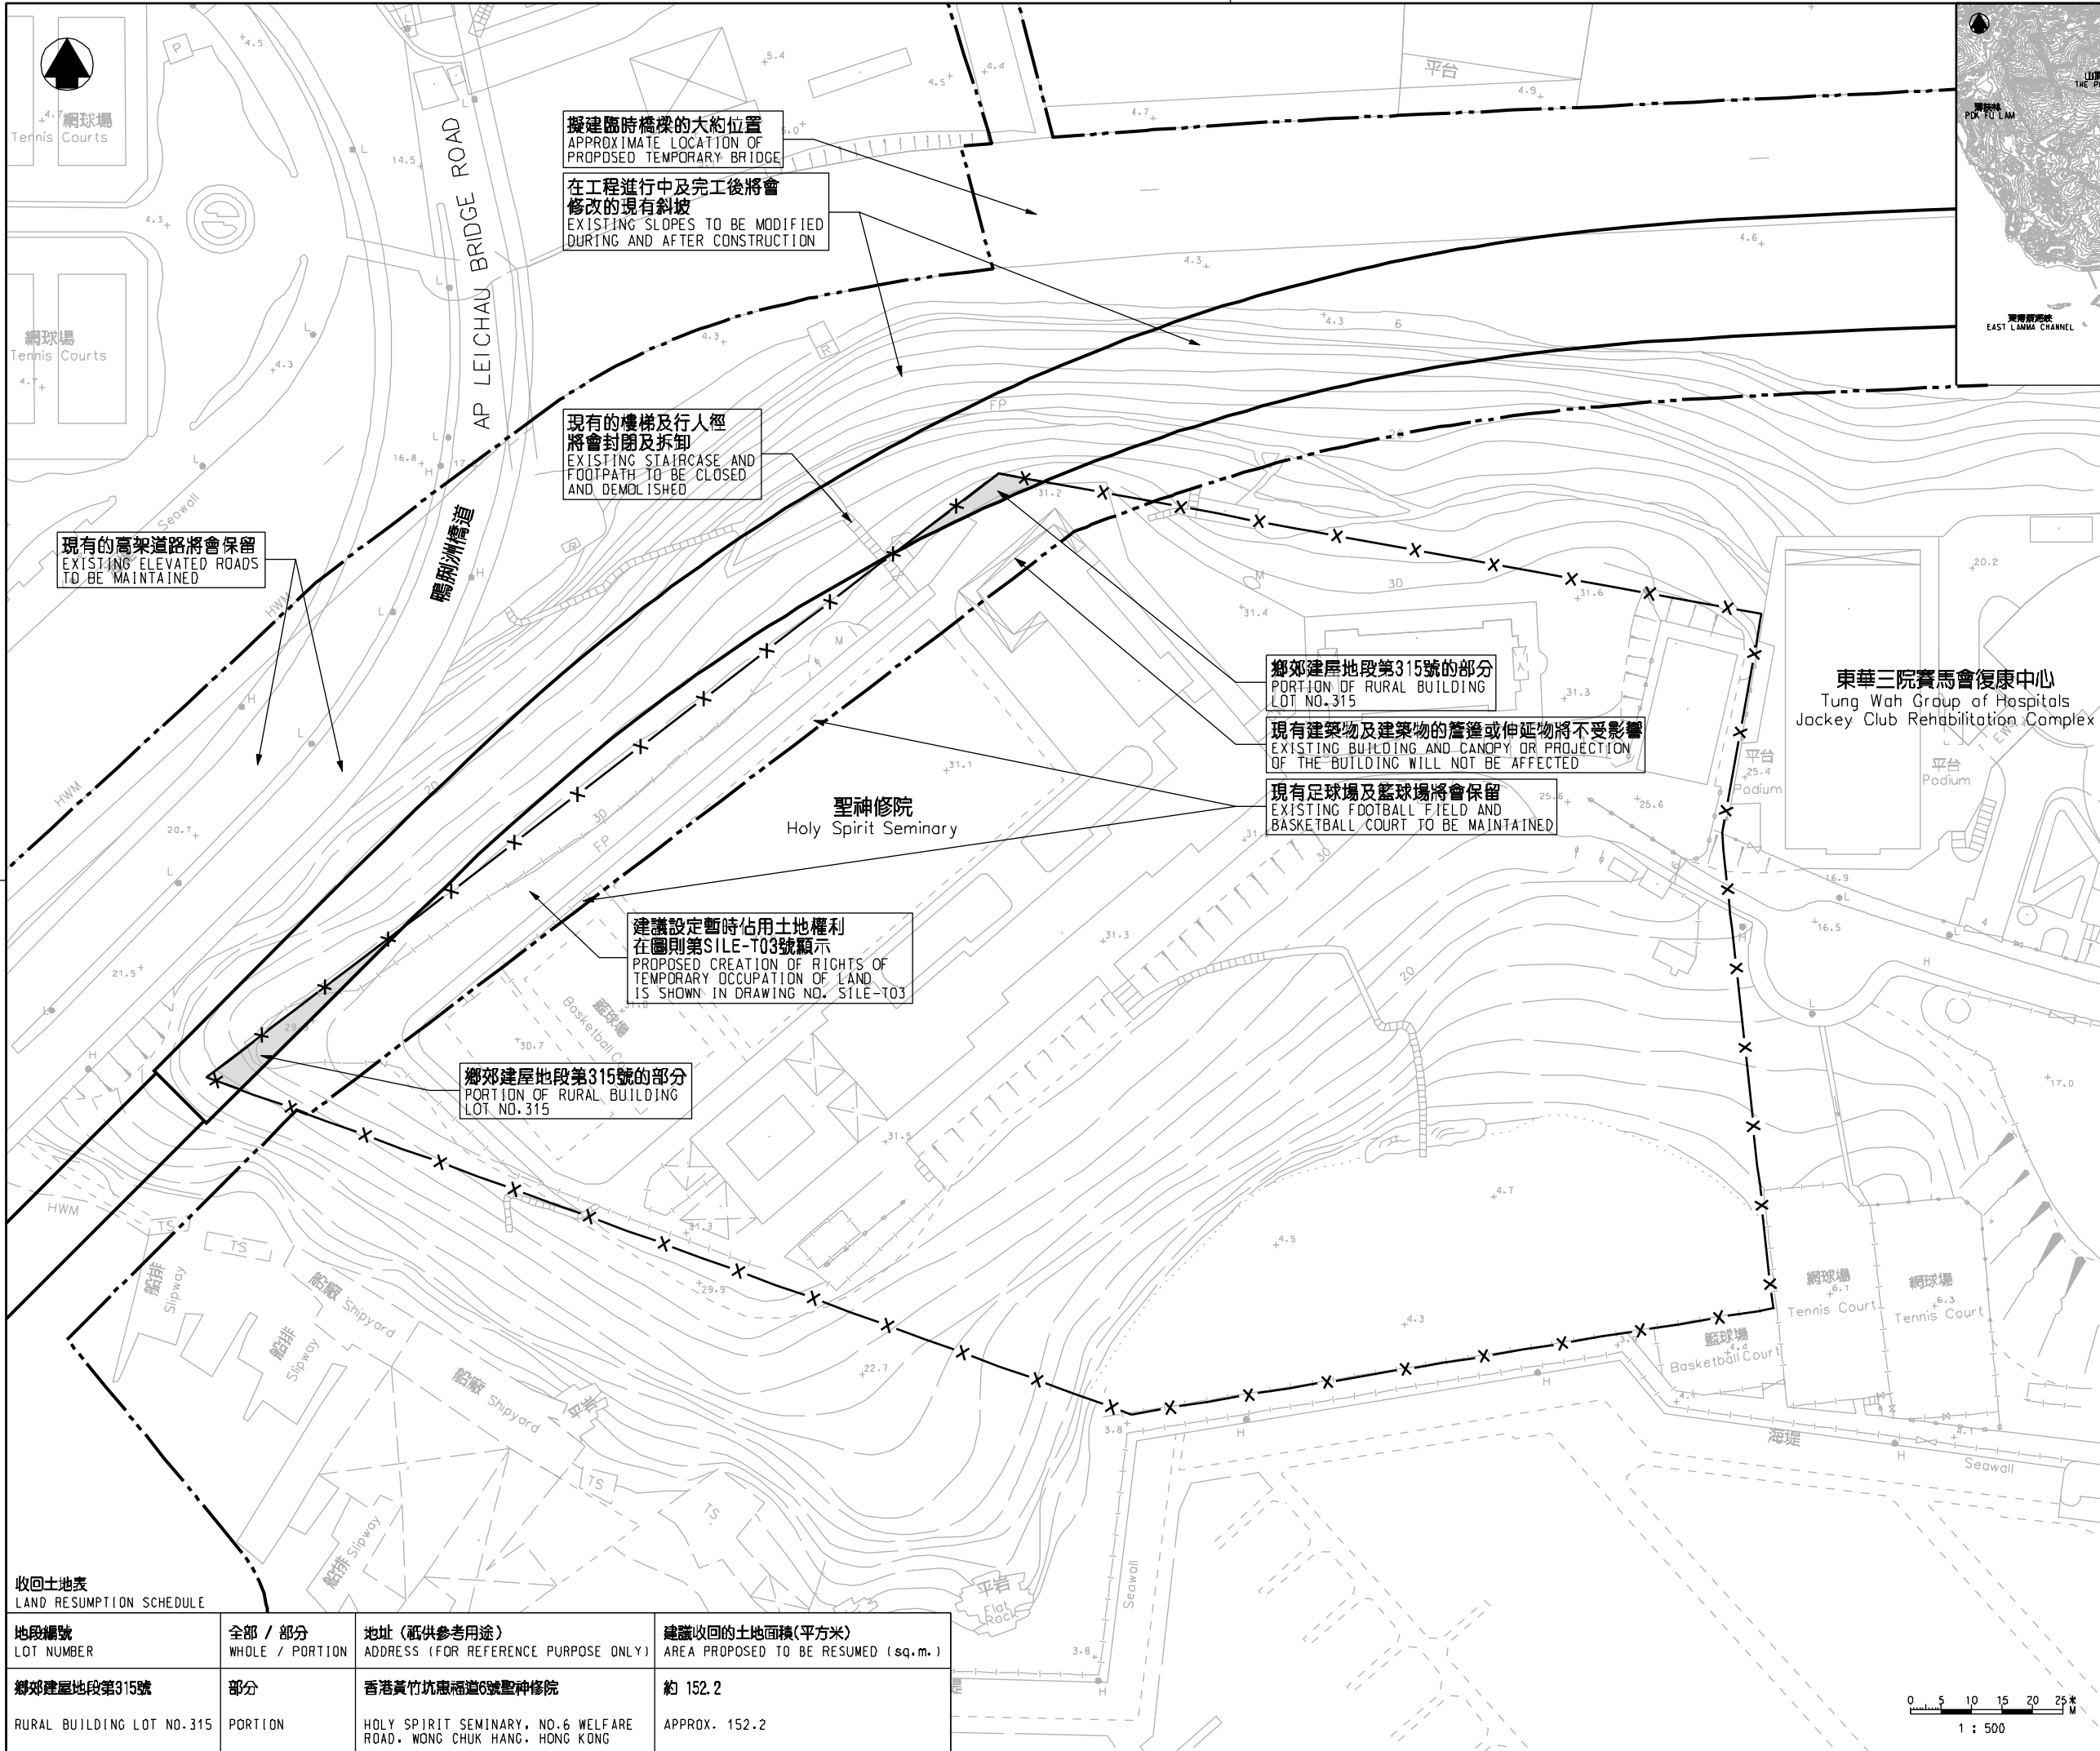 擬建臨時橋樑的大約位置
APPROXIMATE LOCATION OF
PROPOSED TEMPORARY BRIDGE
在工程進行中及完工後將會
修改的現有斜坡
EXISTING SLOPES TO BE MODIFIED
DURING AND AFTER CONSTRUCTION
現有的樓梯及行人徑
將會封閉及拆卸
EXISTING STAIRCASE AND
FOOTPATH TO BE CLOSED
AND DEMOLISHED
現有的高架道路將會保留
EXISTING ELEVATED ROADS
TO BE MAINTAINED
AP LEI CHAU BRIDGE ROAD
鴨脷洲橋道
鄉郊建屋地段第315號的部分
PORTION OF RURAL BUILDING
LOT NO.315
現有建築物及建築物的簷篷或伸延物將不受影響
EXISTING BUILDING AND CANOPY OR PROJECTION
OF THE BUILDING WILL NOT BE AFFECTED
現有足球場及籃球場將會保留
EXISTING FOOTBALL FIELD AND
BASKETBALL COURT TO BE MAINTAINED
東華三院賽馬會復康中心
Tung Wah Group of Hospitals
Jockey Club Rehabilitation Complex
聖神修院
Holy Spirit Seminary
建議設定暫時佔用土地權利
在圖則第SILE-T03號顯示
PROPOSED CREATION OF RIGHTS OF
TEMPORARY OCCUPATION OF LAND
IS SHOWN IN DRAWING NO. SILE-T03
鄉郊建屋地段第315號的部分
PORTION OF RURAL BUILDING
LOT NO.315
網球場
Tennis Courts
網球場
Tennis Courts
平台
薄扶林
POK FU LAM
東博寮海峽
EAST LAMMA CHANNEL
Seawall
HWM
HWM
HWM
平台
Podium
平台
Podium
籃球場
船排
Slipway
船廠 Shipyard
船排
Slipway
船廠 Shipyard
平岩
船排 Slipway
平岩
Flat
Rock
Seawall
網球場
Tennis Court
網球場
Tennis Court
籃球場
Basketball Court
海堤
Seawall
TS
TS
TS
TS
FP
FP
收回土地表
LAND RESUMPTION SCHEDULE
地段編號
LOT NUMBER
全部 / 部分
WHOLE / PORTION
地址（祇供參考用途）
ADDRESS (FOR REFERENCE PURPOSE ONLY)
建議收回的土地面積(平方米)
AREA PROPOSED TO BE RESUMED (sq.m.)
鄉郊建屋地段第315號
RURAL BUILDING LOT NO.315
部分
PORTION
香港黃竹坑惠福道6號聖神修院
HOLY SPIRIT SEMINARY, NO.6 WELFARE
ROAD, WONG CHUK HANG, HONG KONG
約 152.2
APPROX. 152.2
0 5 10 15 20 25米
M
1 : 500